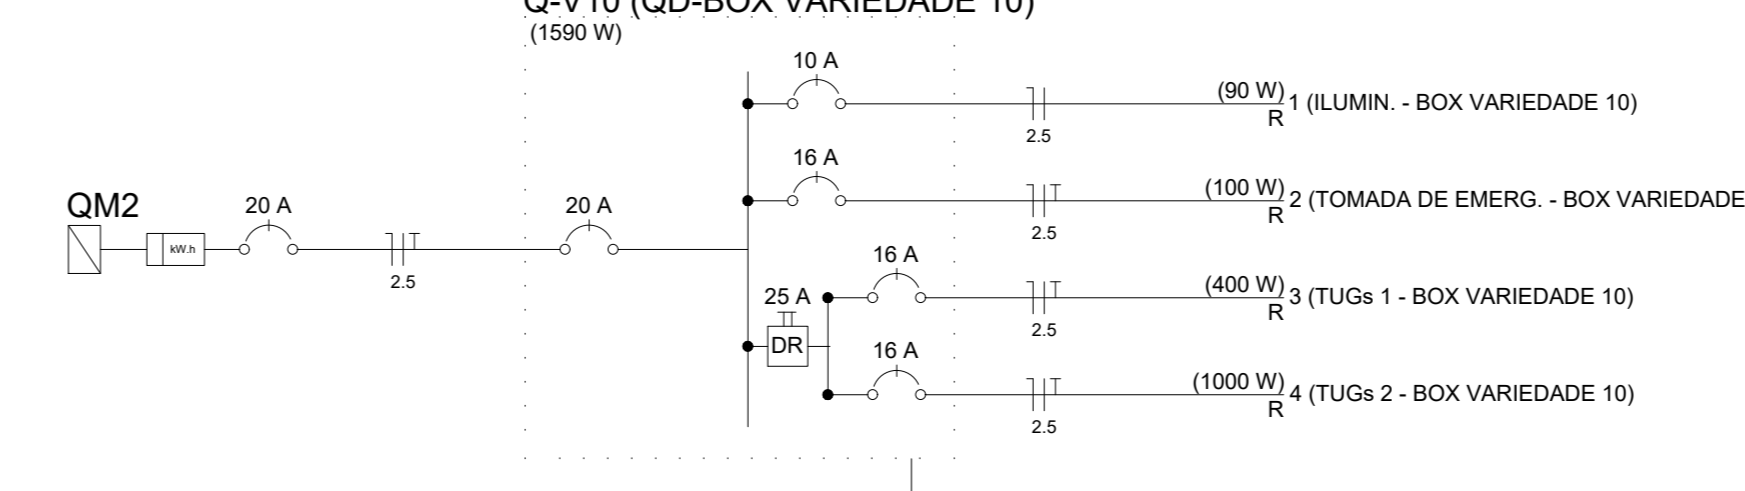 Q-V10 (QD-BOX VARIEDADE 10)
(1590 W)
10 A
(90 W)
1 (ILUMIN. - BOX VARIEDADE 10)
R
2.5
16 A
(100 W)
2 (TOMADA DE EMERG. - BOX VARIEDADE
R
2.5
QM2
20 A
20 A
kW.h
2.5
16 A
(400 W)
3 (TUGs 1 - BOX VARIEDADE 10)
R
2.5
25 A
DR
16 A
(1000 W)
4 (TUGs 2 - BOX VARIEDADE 10)
R
2.5